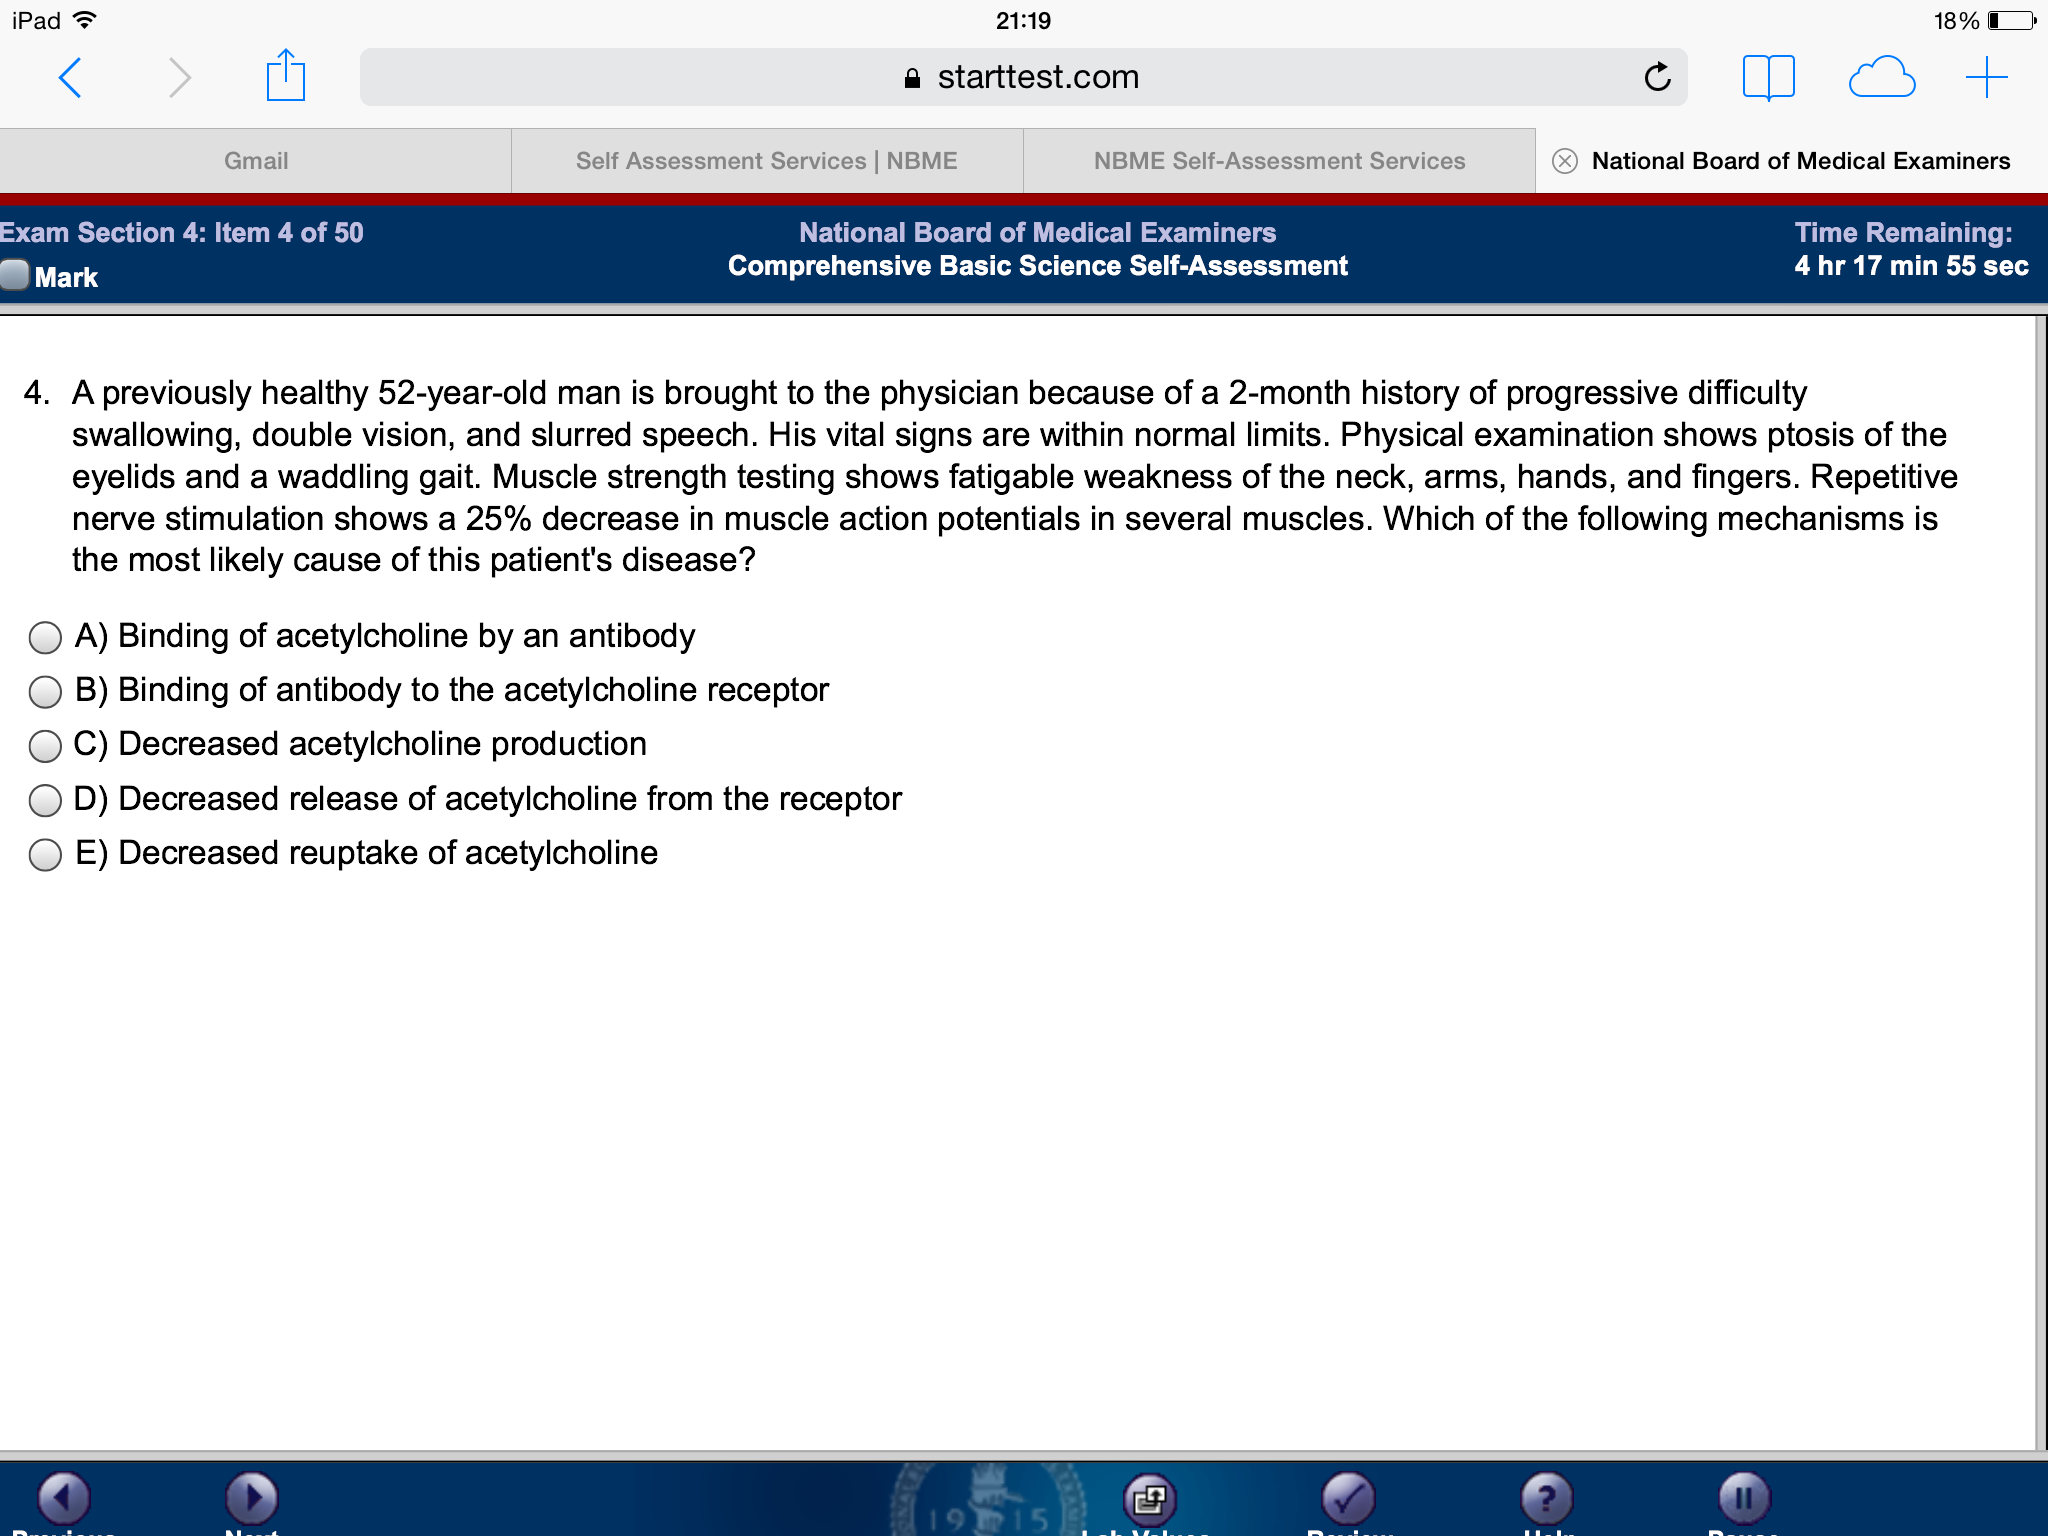 iPad 21:19 18%
starttest.com
Gmail Self Assessment Services | NBME NBME Self-Assessment Services National Board of Medical Examiners
Exam Section 4: Item 4 of 50 National Board of Medical Examiners Time Remaining:
Mark Comprehensive Basic Science Self-Assessment 4 hr 17 min 55 sec
4. A previously healthy 52-year-old man is brought to the physician because of a 2-month history of progressive difficulty
swallowing, double vision, and slurred speech. His vital signs are within normal limits. Physical examination shows ptosis of the
eyelids and a waddling gait. Muscle strength testing shows fatigable weakness of the neck, arms, hands, and fingers. Repetitive
nerve stimulation shows a 25% decrease in muscle action potentials in several muscles. Which of the following mechanisms is
the most likely cause of this patient's disease?
A) Binding of acetylcholine by an antibody
B) Binding of antibody to the acetylcholine receptor
C) Decreased acetylcholine production
D) Decreased release of acetylcholine from the receptor
E) Decreased reuptake of acetylcholine
1915
Previous Next Lab Values Review Help Pause